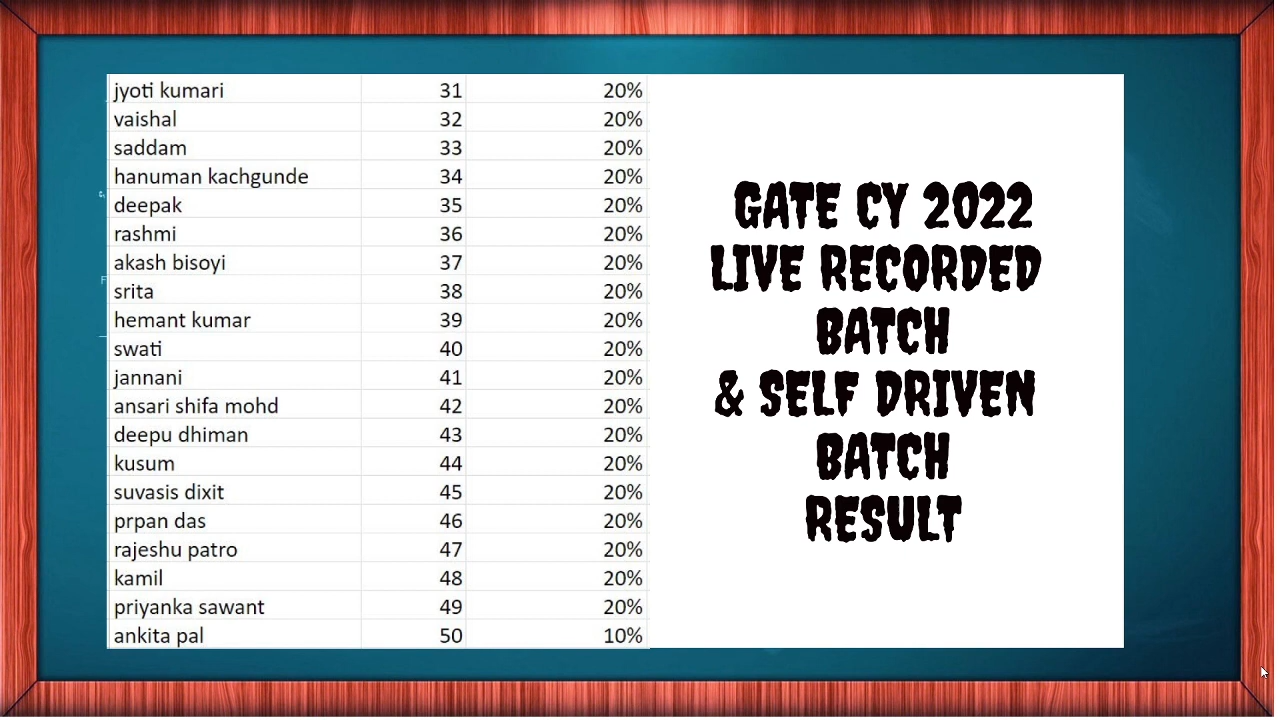 jyoti kumari 31 20%
vaishal 32 20%
saddam 33 20%
hanuman kachgunde 34 20%
deepak 35 20%
rashmi 36 20%
akash bisoyi 37 20%
srita 38 20%
hemant kumar 39 20%
swati 40 20%
jannani 41 20%
ansari shifa mohd 42 20%
deepu dhiman 43 20%
kusum 44 20%
suvasis dixit 45 20%
prpan das 46 20%
rajeshu patro 47 20%
kamil 48 20%
priyanka sawant 49 20%
ankita pal 50 10%
GATE CY 2022
LIVE RECORDED
BATCH
& SELF DRIVEN
BATCH
RESULT